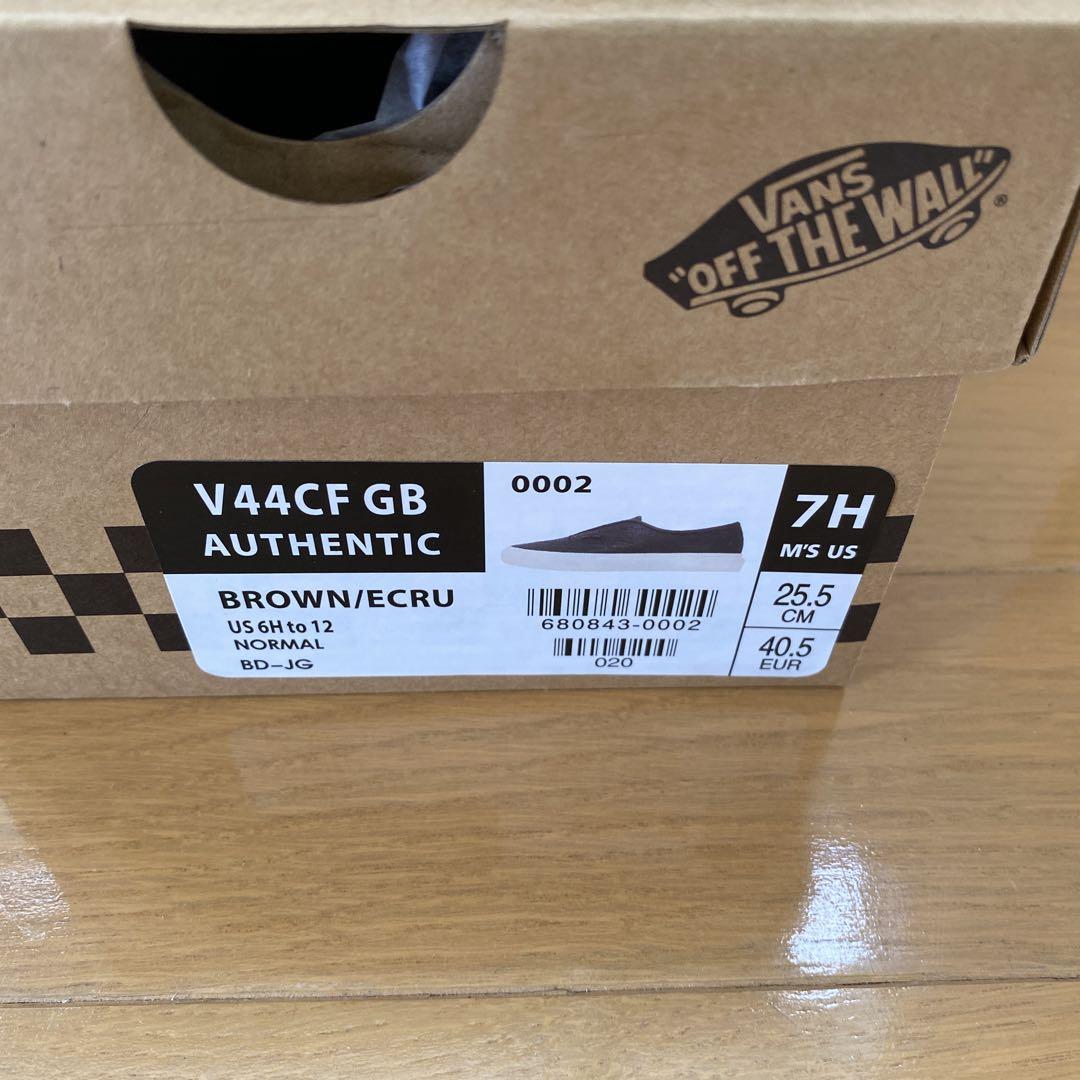 VANS
"OFF THE WALL"
®
V44CF GB
AUTHENTIC
0002
7H
M'S US
BROWN/ECRU
US 6H to 12
NORMAL
BD-JG
680843-0002
020
25.5
CM
40.5
EUR